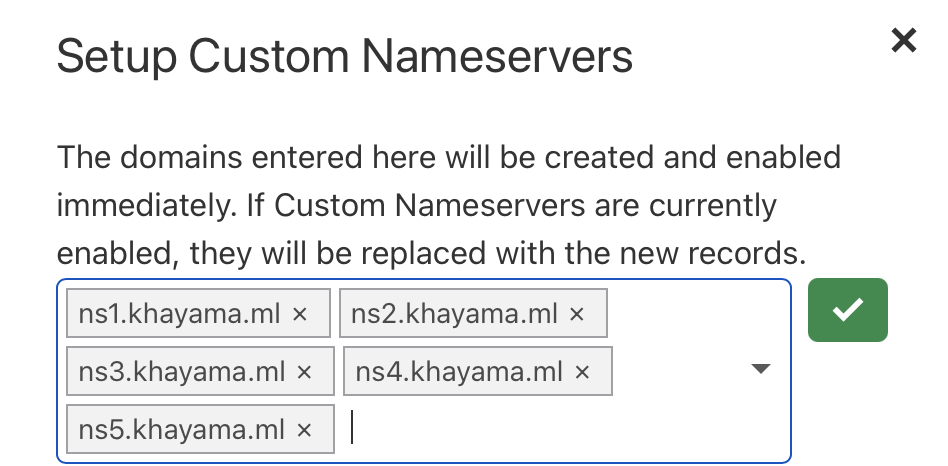 Setup Custom Nameservers
The domains entered here will be created and enabled
immediately. If Custom Nameservers are currently
enabled, they will be replaced with the new records.
ns1.khayama.ml × ns2.khayama.ml ×
ns3.khayama.ml × ns4.khayama.ml ×
ns5.khayama.ml ×